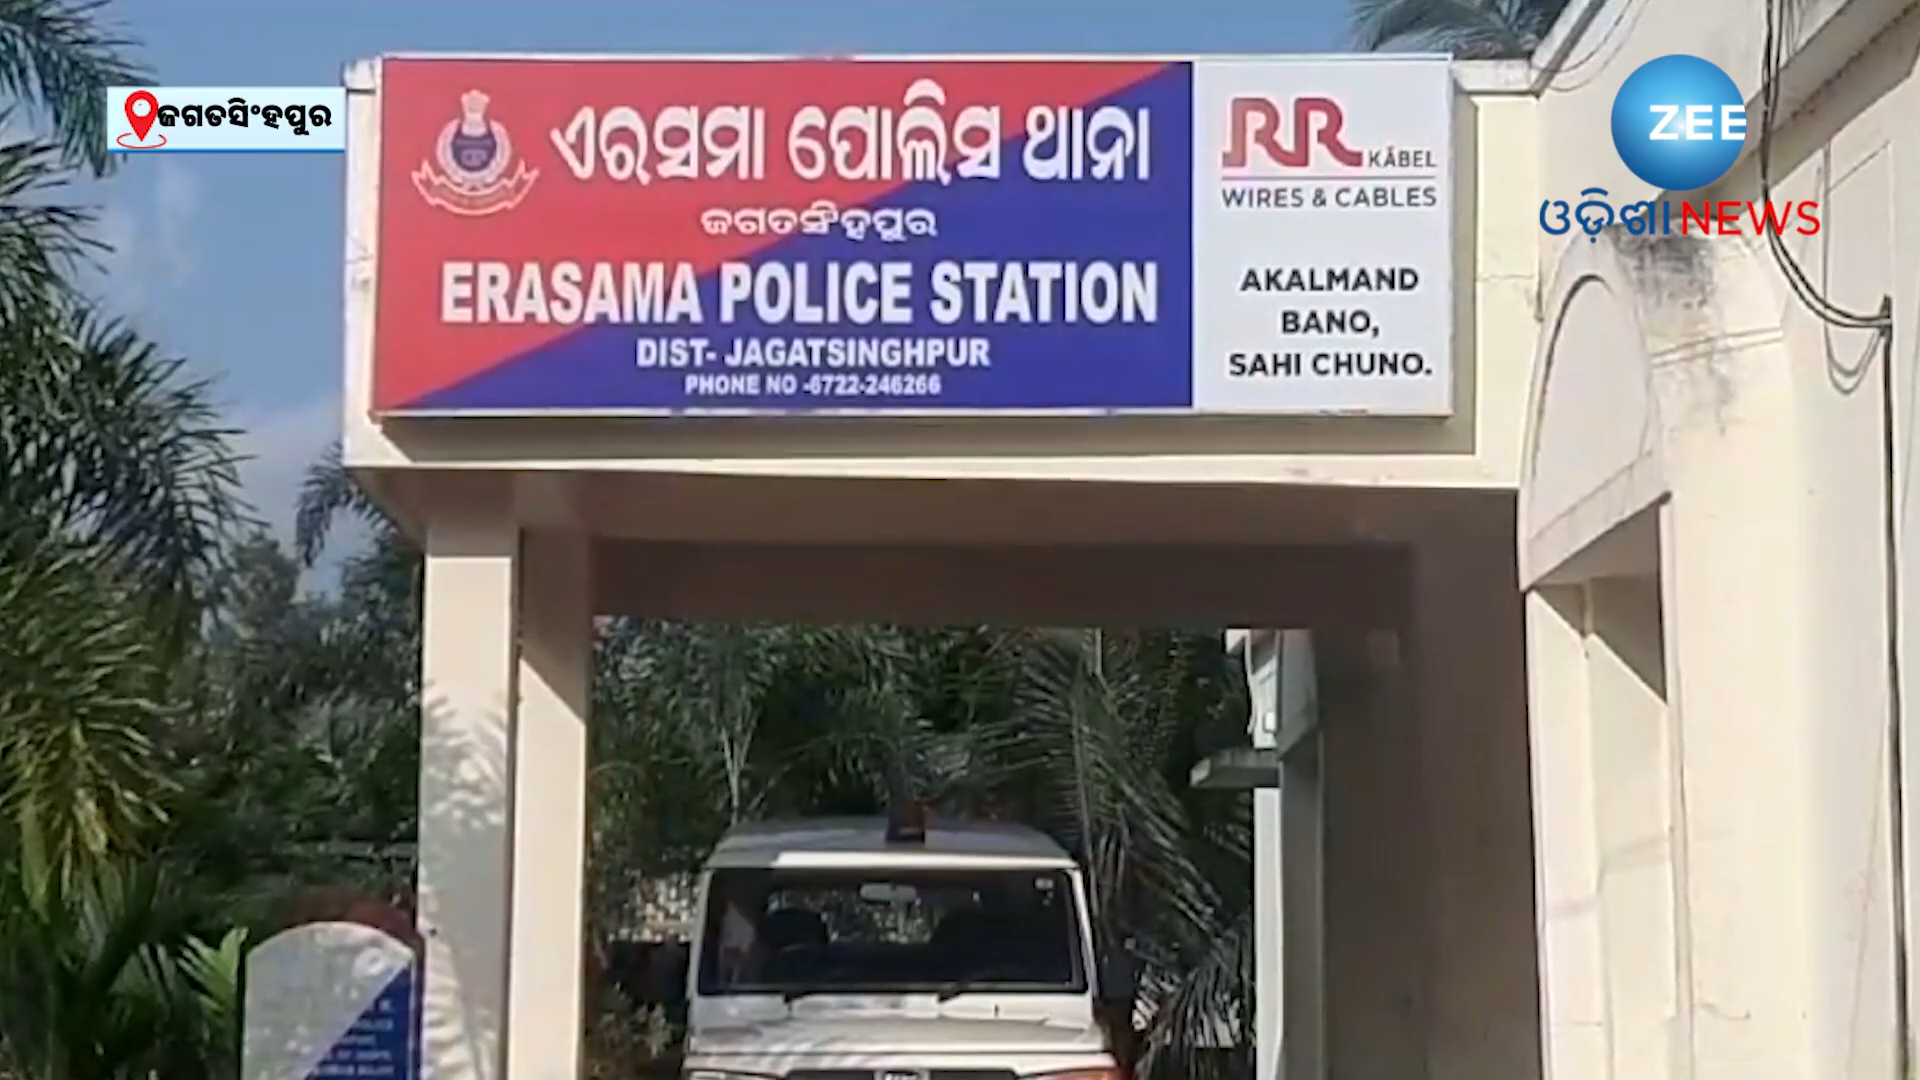 ଜଗତସିଂହପୁର
ଏରସମା ପୋଲିସ ଥାନା
ଜଗତସିଂହପୁର
ERASAMA POLICE STATION
DIST- JAGATSINGHPUR
PHONE NO -6722-246266
RR KABEL
WIRES & CABLES
AKALMAND
BANO,
SAHI CHUNO.
ZEE
ଓଡ଼ିଶା NEWS